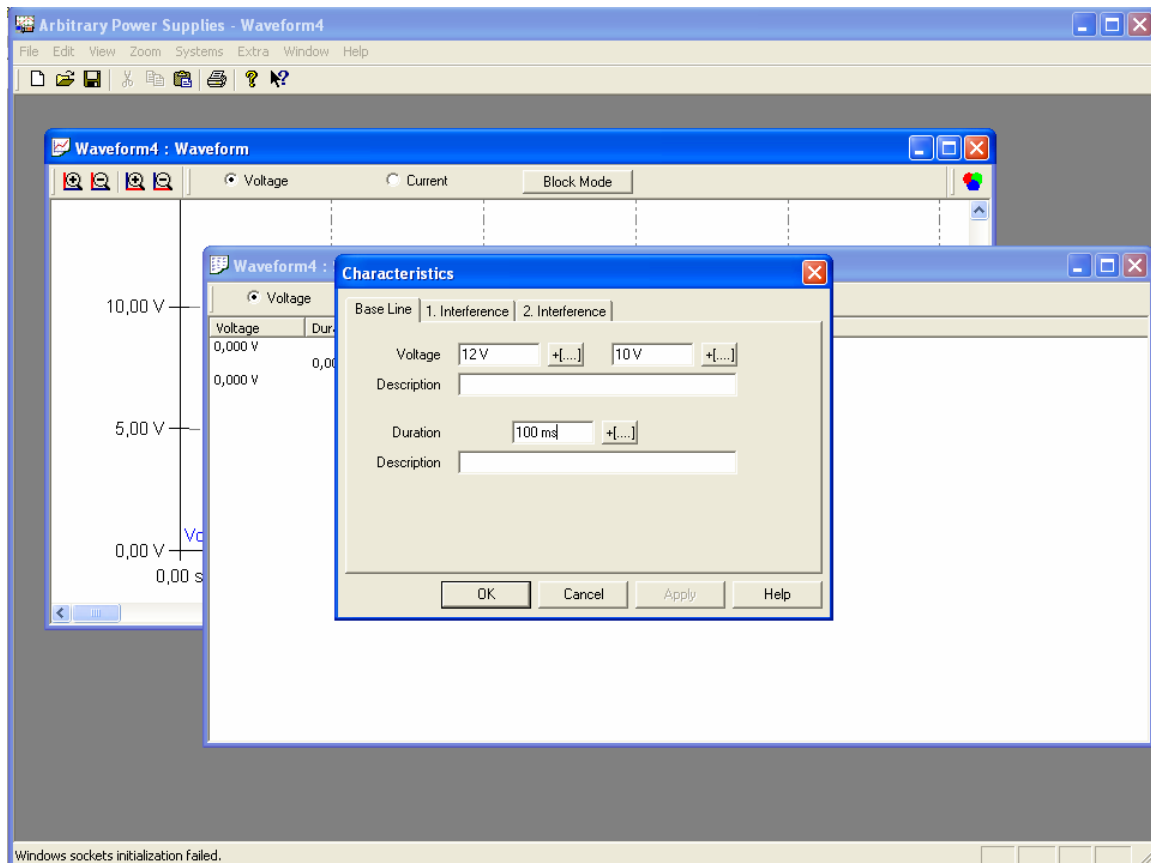 Arbitrary Power Supplies - Waveform4
File Edit View Zoom Systems Extra Window Help
Waveform4 : Waveform
Voltage Current Block Mode
10,00 V
5,00 V
0,00 V
0,00 s
Waveform4 :
Voltage
Voltage
0,000 V
0,000 V
Characteristics
Base Line 1. Interference 2. Interference
Voltage 12 V +[....] 10 V +[....]
Description
Duration 100 ms +[....]
Description
OK Cancel Apply Help
Windows sockets initialization failed.